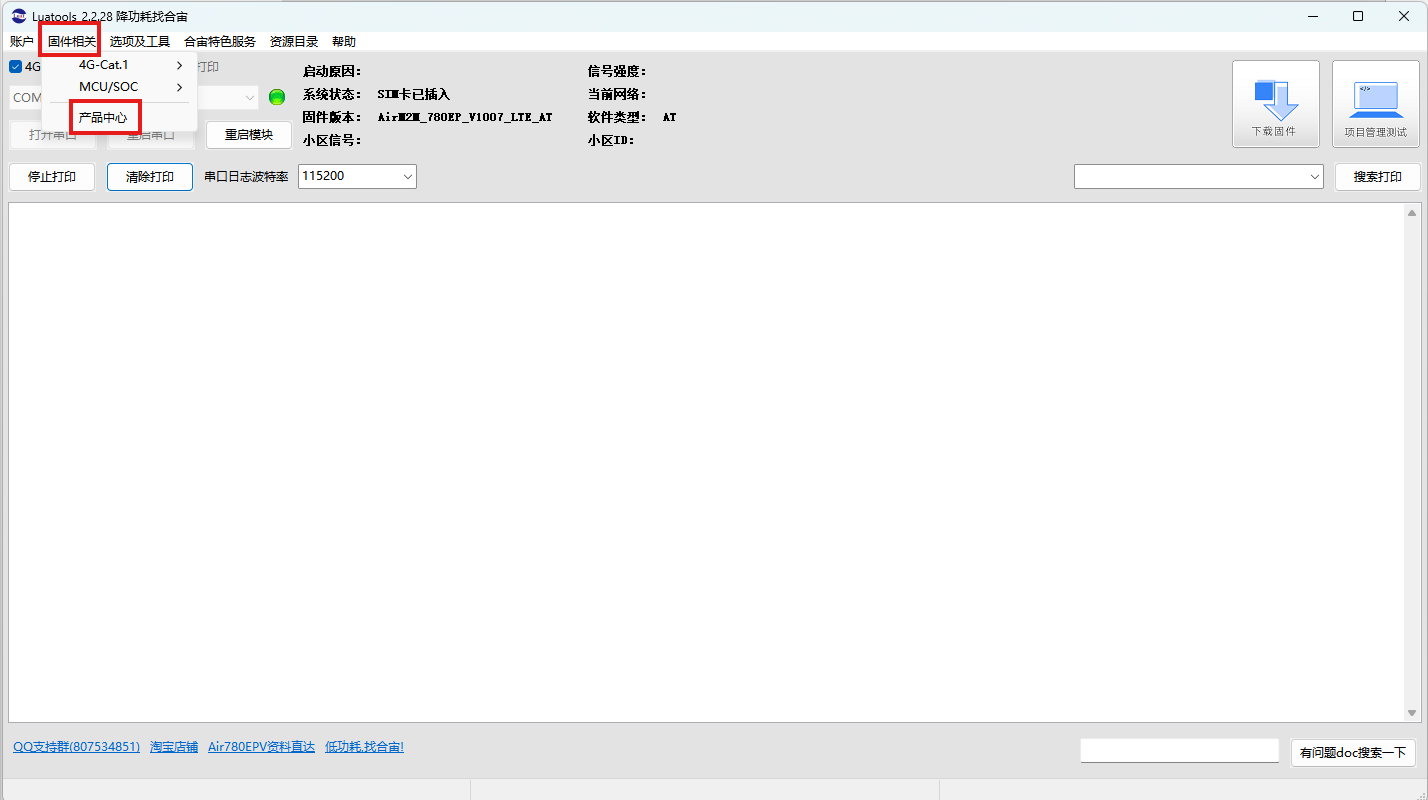 Luatools 2.2.28 降功耗找合宙
账户 固件相关 选项及工具 合宙特色服务 资源目录 帮助
4G 打印
4G-Cat.1
MCU/SOC
产品中心
COM
打开串口 重启串口 重启模块
启动原因: 信号强度:
系统状态: SIM卡已插入 当前网络:
固件版本: AirM2M_780EP_V1007_LTE_AT 软件类型: AT
小区信号: 小区ID:
下载固件
项目管理测试
停止打印 清除打印 串口日志波特率 115200 搜索打印
QQ支持群(807534851) 淘宝店铺 Air780EPV资料直达 低功耗,找合宙!
有问题doc搜索一下